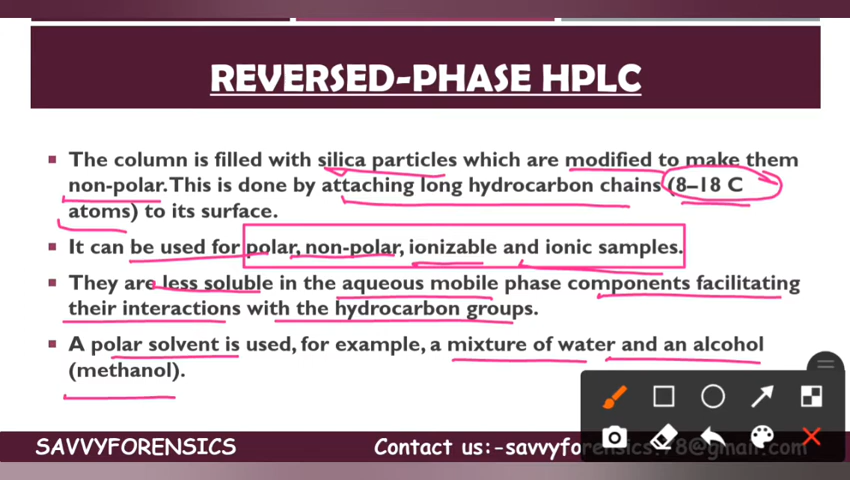 REVERSED-PHASE HPLC
▪ The column is filled with silica particles which are modified to make them
non-polar. This is done by attaching long hydrocarbon chains (8–18 C
atoms) to its surface.
▪ It can be used for polar, non-polar, ionizable and ionic samples.
▪ They are less soluble in the aqueous mobile phase components facilitating
their interactions with the hydrocarbon groups.
▪ A polar solvent is used, for example, a mixture of water and an alcohol
(methanol).
SAVVYFORENSICS
Contact us:-savvyforensics18@gmail.com